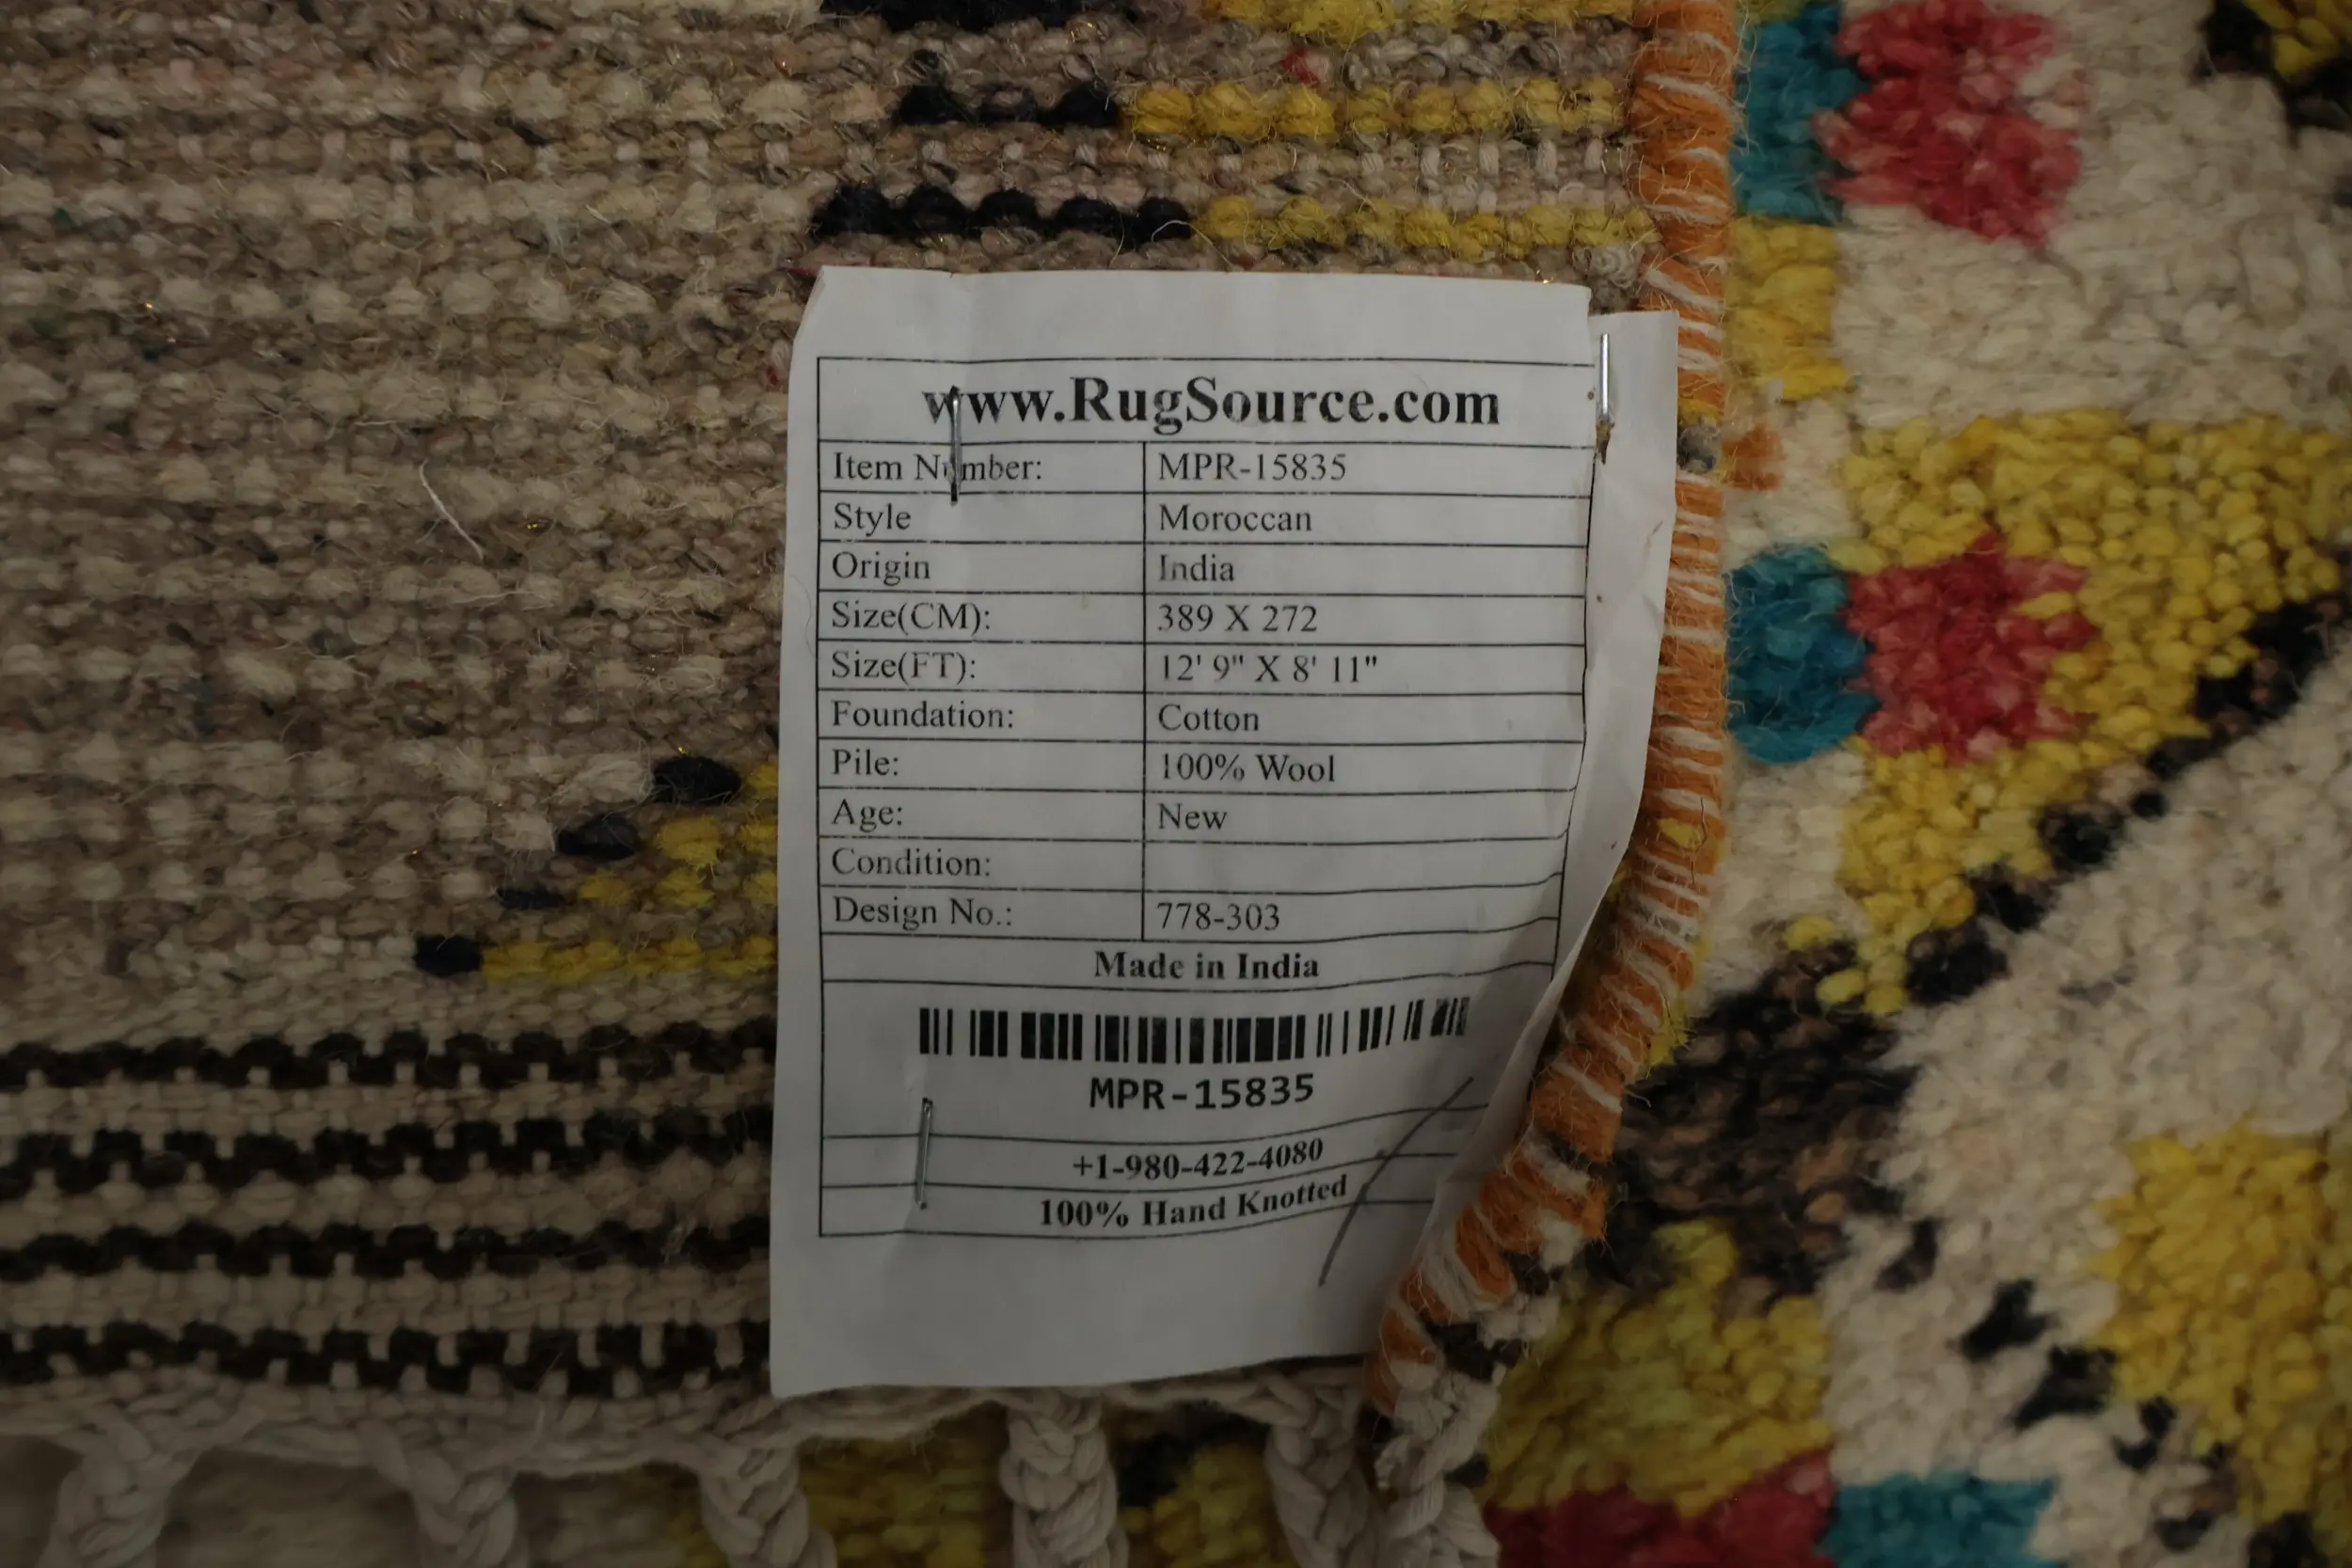 www.RugSource.com
Item Number: MPR-15835
Style Moroccan
Origin India
Size(CM): 389 X 272
Size(FT): 12' 9" X 8' 11"
Foundation: Cotton
Pile: 100% Wool
Age: New
Condition:
Design No.: 778-303
Made in India
MPR-15835
+1-980-422-4080
100% Hand Knotted